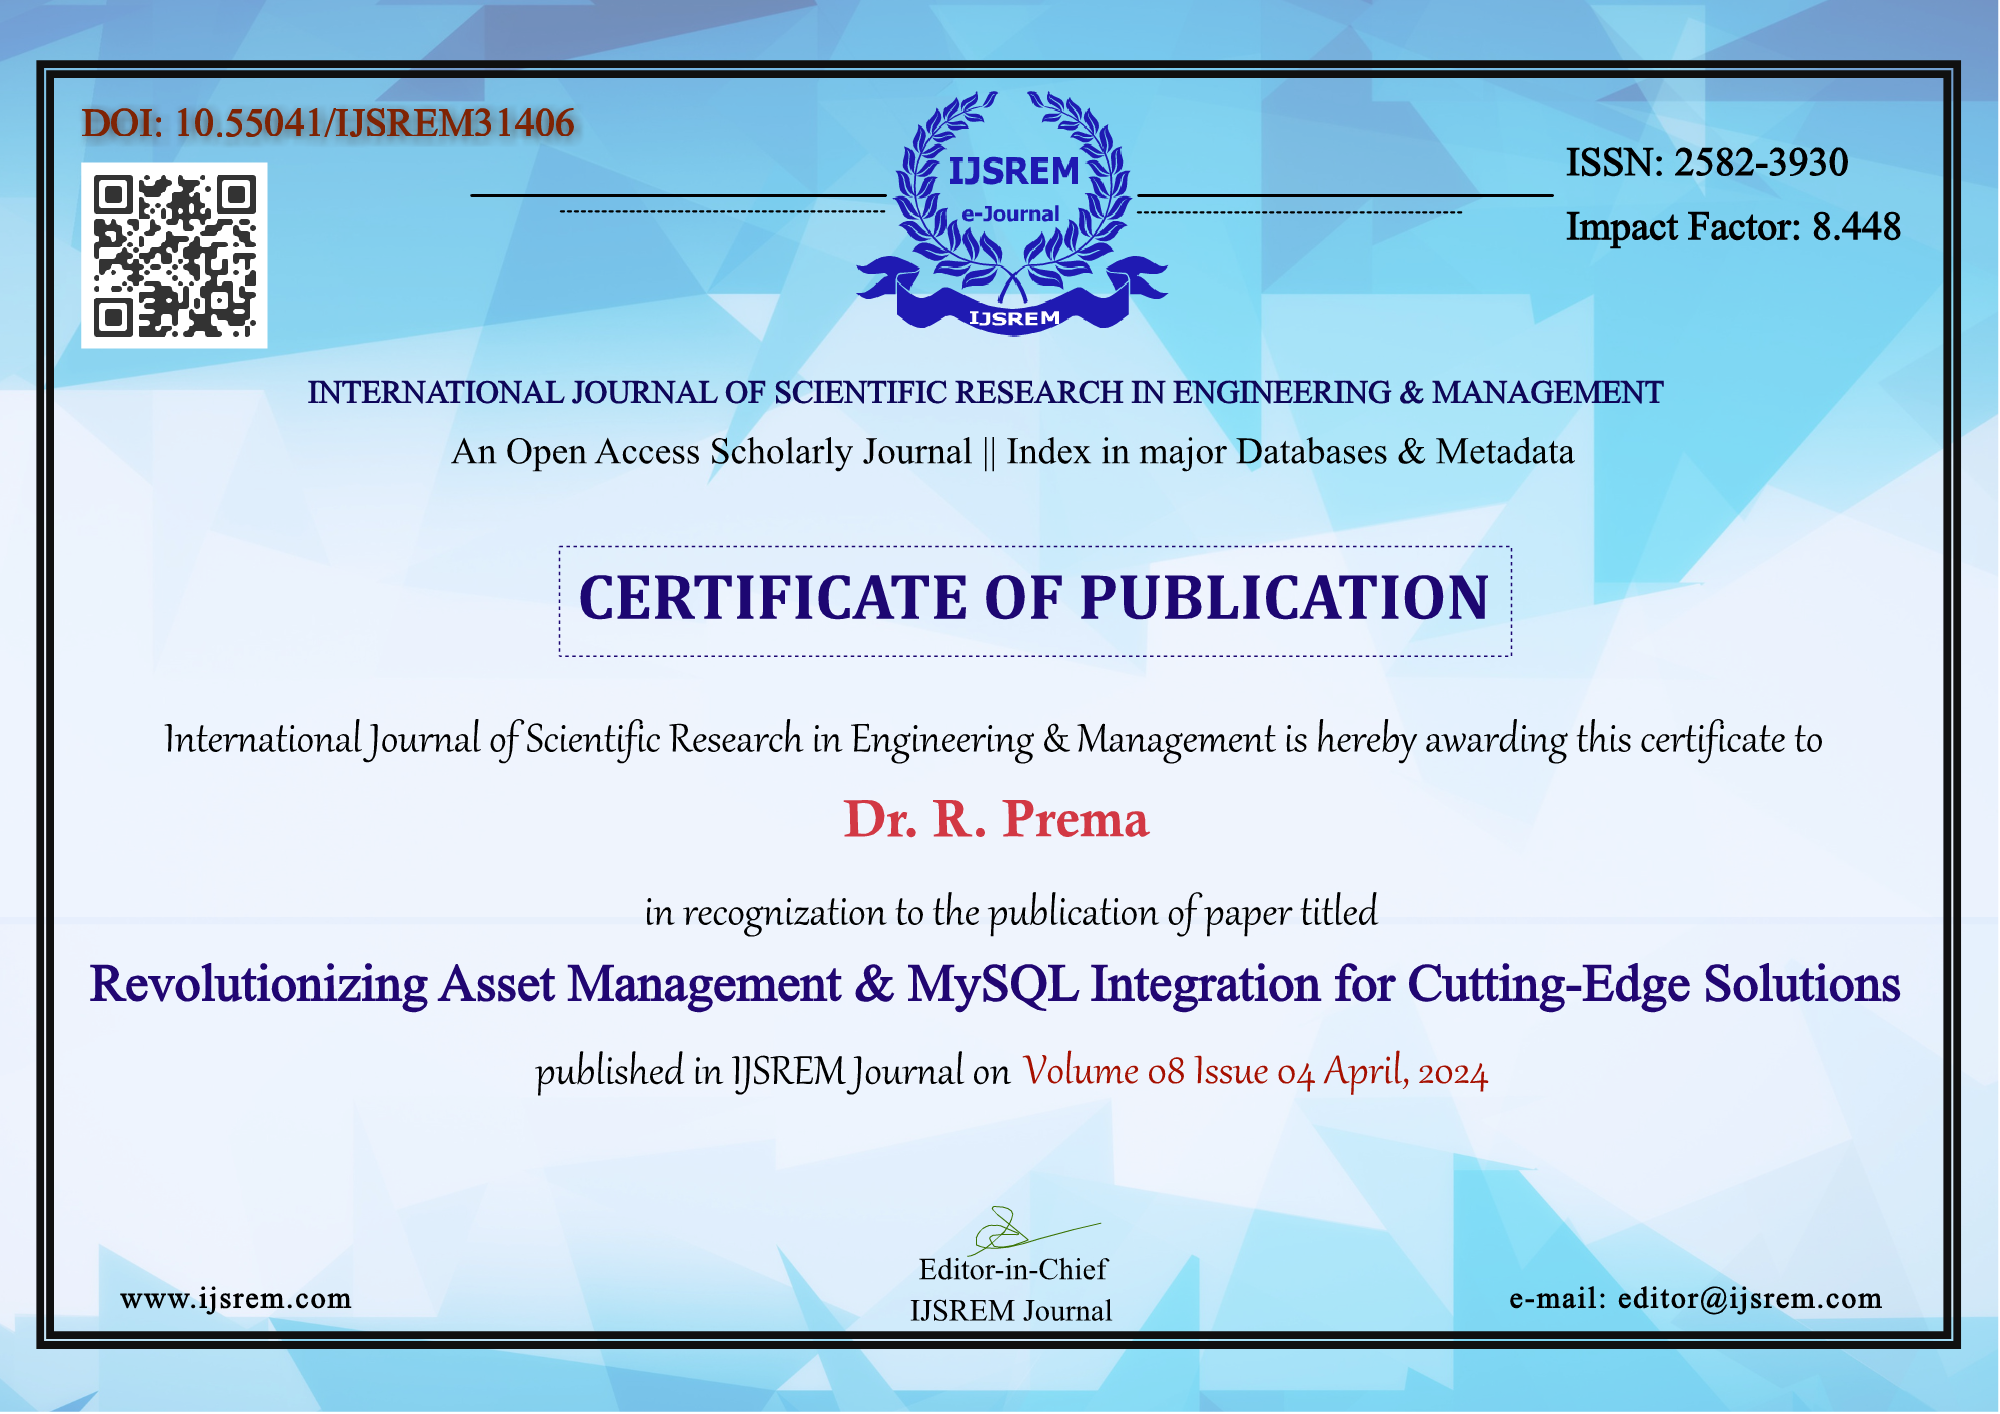 DOI: 10.55041/IJSREM31406
IJSREM
e-Journal
IJSREM
ISSN: 2582-3930
Impact Factor: 8.448
INTERNATIONAL JOURNAL OF SCIENTIFIC RESEARCH IN ENGINEERING & MANAGEMENT
An Open Access Scholarly Journal || Index in major Databases & Metadata
CERTIFICATE OF PUBLICATION
International Journal of Scientific Research in Engineering & Management is hereby awarding this certificate to
Dr. R. Prema
in recognization to the publication of paper titled
Revolutionizing Asset Management & MySQL Integration for Cutting-Edge Solutions
published in IJSREM Journal on Volume 08 Issue 04 April, 2024
www.ijsrem.com
Editor-in-Chief
IJSREM Journal
e-mail: editor@ijsrem.com